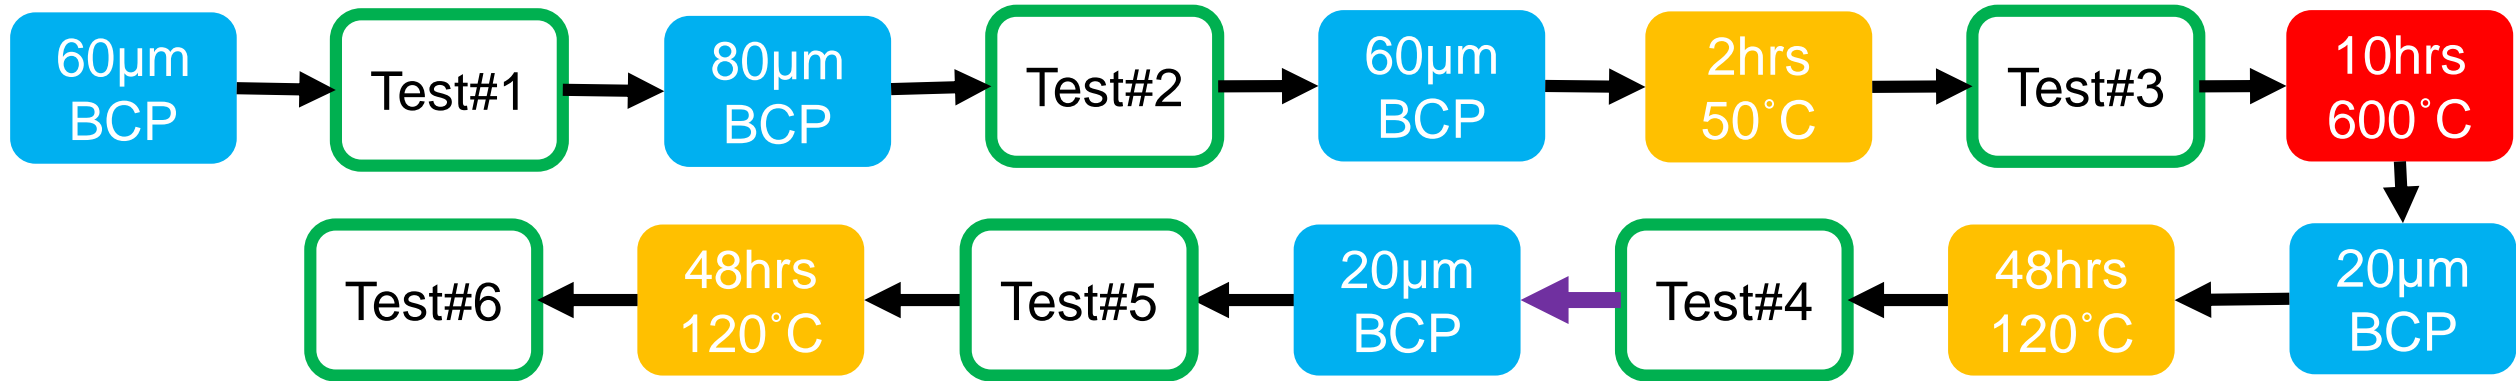 60μm
BCP
Test#1
80μm
BCP
Test#2
60μm
BCP
2hrs
50°C
Test#3
10hrs
600°C
20μm
BCP
48hrs
120°C
Test#4
20μm
BCP
Test#5
48hrs
120°C
Test#6